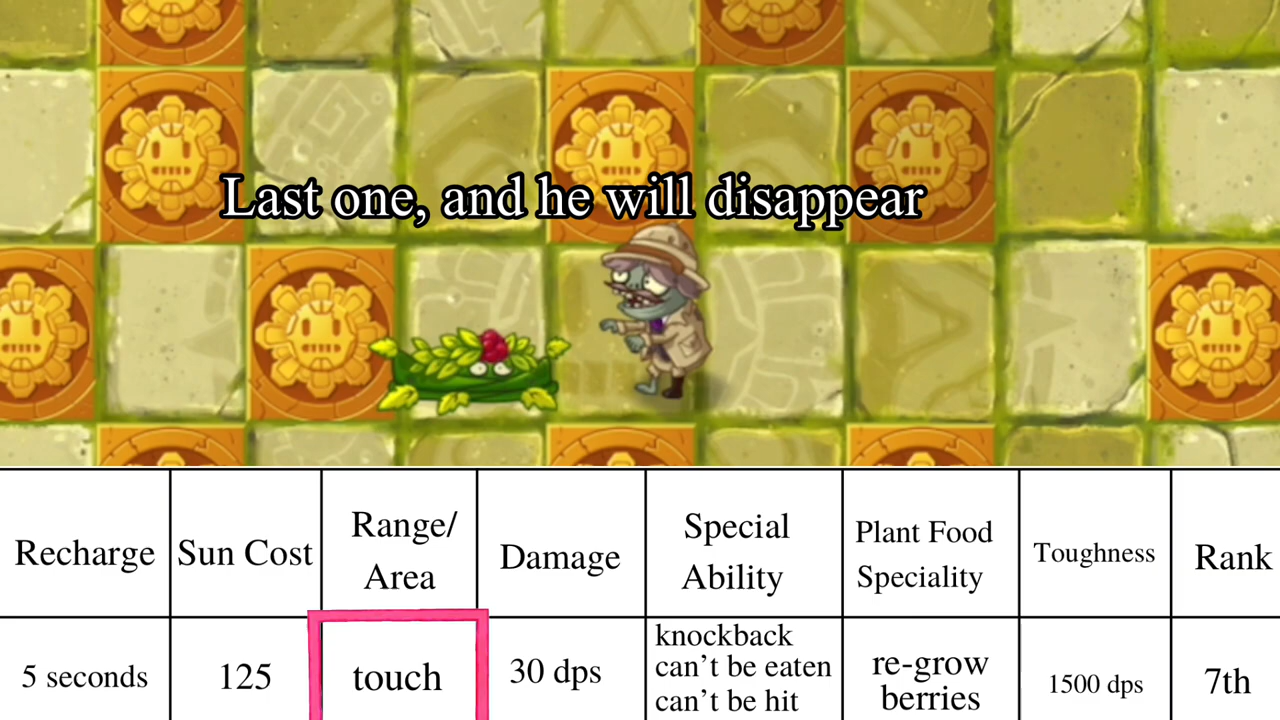 Last one, and he will disappear
Recharge
Sun Cost
Range/
Area
Damage
Special
Ability
Plant Food
Speciality
Toughness
Rank
5 seconds
125
touch
30 dps
knockback
can't be eaten
can't be hit
re-grow
berries
1500 dps
7th